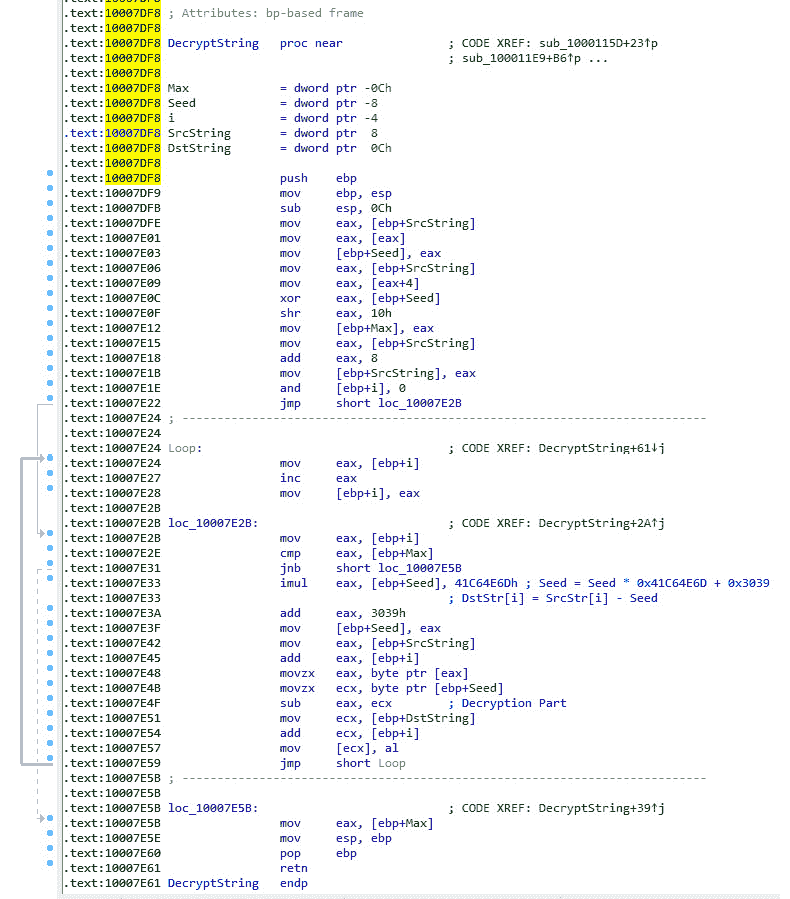 .text:10007DF8
.text:10007DF8 ; Attributes: bp-based frame
.text:10007DF8
.text:10007DF8 DecryptString   proc near               ; CODE XREF: sub_1000115D+23↑p
.text:10007DF8                                         ; sub_100011E9+B6↑p ...
.text:10007DF8
.text:10007DF8 Max             = dword ptr -0Ch
.text:10007DF8 Seed            = dword ptr -8
.text:10007DF8 i               = dword ptr -4
.text:10007DF8 SrcString       = dword ptr  8
.text:10007DF8 DstString       = dword ptr  0Ch
.text:10007DF8
.text:10007DF8                 push    ebp
.text:10007DF9                 mov     ebp, esp
.text:10007DFB                 sub     esp, 0Ch
.text:10007DFE                 mov     eax, [ebp+SrcString]
.text:10007E01                 mov     eax, [eax]
.text:10007E03                 mov     [ebp+Seed], eax
.text:10007E06                 mov     eax, [ebp+SrcString]
.text:10007E09                 mov     eax, [eax+4]
.text:10007E0C                 xor     eax, [ebp+Seed]
.text:10007E0F                 shr     eax, 10h
.text:10007E12                 mov     [ebp+Max], eax
.text:10007E15                 mov     eax, [ebp+SrcString]
.text:10007E18                 add     eax, 8
.text:10007E1B                 mov     [ebp+SrcString], eax
.text:10007E1E                 and     [ebp+i], 0
.text:10007E22                 jmp     short loc_10007E2B
.text:10007E24 ; ---------------------------------------------------------------------------
.text:10007E24
.text:10007E24 Loop:                                   ; CODE XREF: DecryptString+61↓j
.text:10007E24                 mov     eax, [ebp+i]
.text:10007E27                 inc     eax
.text:10007E28                 mov     [ebp+i], eax
.text:10007E2B
.text:10007E2B loc_10007E2B:                           ; CODE XREF: DecryptString+2A↑j
.text:10007E2B                 mov     eax, [ebp+i]
.text:10007E2E                 cmp     eax, [ebp+Max]
.text:10007E31                 jnb     short loc_10007E5B
.text:10007E33                 imul    eax, [ebp+Seed], 41C64E6Dh ; Seed = Seed * 0x41C64E6D + 0x3039
.text:10007E33                                         ; DstStr[i] = SrcStr[i] - Seed
.text:10007E3A                 add     eax, 3039h
.text:10007E3F                 mov     [ebp+Seed], eax
.text:10007E42                 mov     eax, [ebp+SrcString]
.text:10007E45                 add     eax, [ebp+i]
.text:10007E48                 movzx   eax, byte ptr [eax]
.text:10007E4B                 movzx   ecx, byte ptr [ebp+Seed]
.text:10007E4F                 sub     eax, ecx        ; Decryption Part
.text:10007E51                 mov     ecx, [ebp+DstString]
.text:10007E54                 add     ecx, [ebp+i]
.text:10007E57                 mov     [ecx], al
.text:10007E59                 jmp     short Loop
.text:10007E5B ; ---------------------------------------------------------------------------
.text:10007E5B
.text:10007E5B loc_10007E5B:                           ; CODE XREF: DecryptString+39↑j
.text:10007E5B                 mov     eax, [ebp+Max]
.text:10007E5E                 mov     esp, ebp
.text:10007E60                 pop     ebp
.text:10007E61                 retn
.text:10007E61 DecryptString   endp